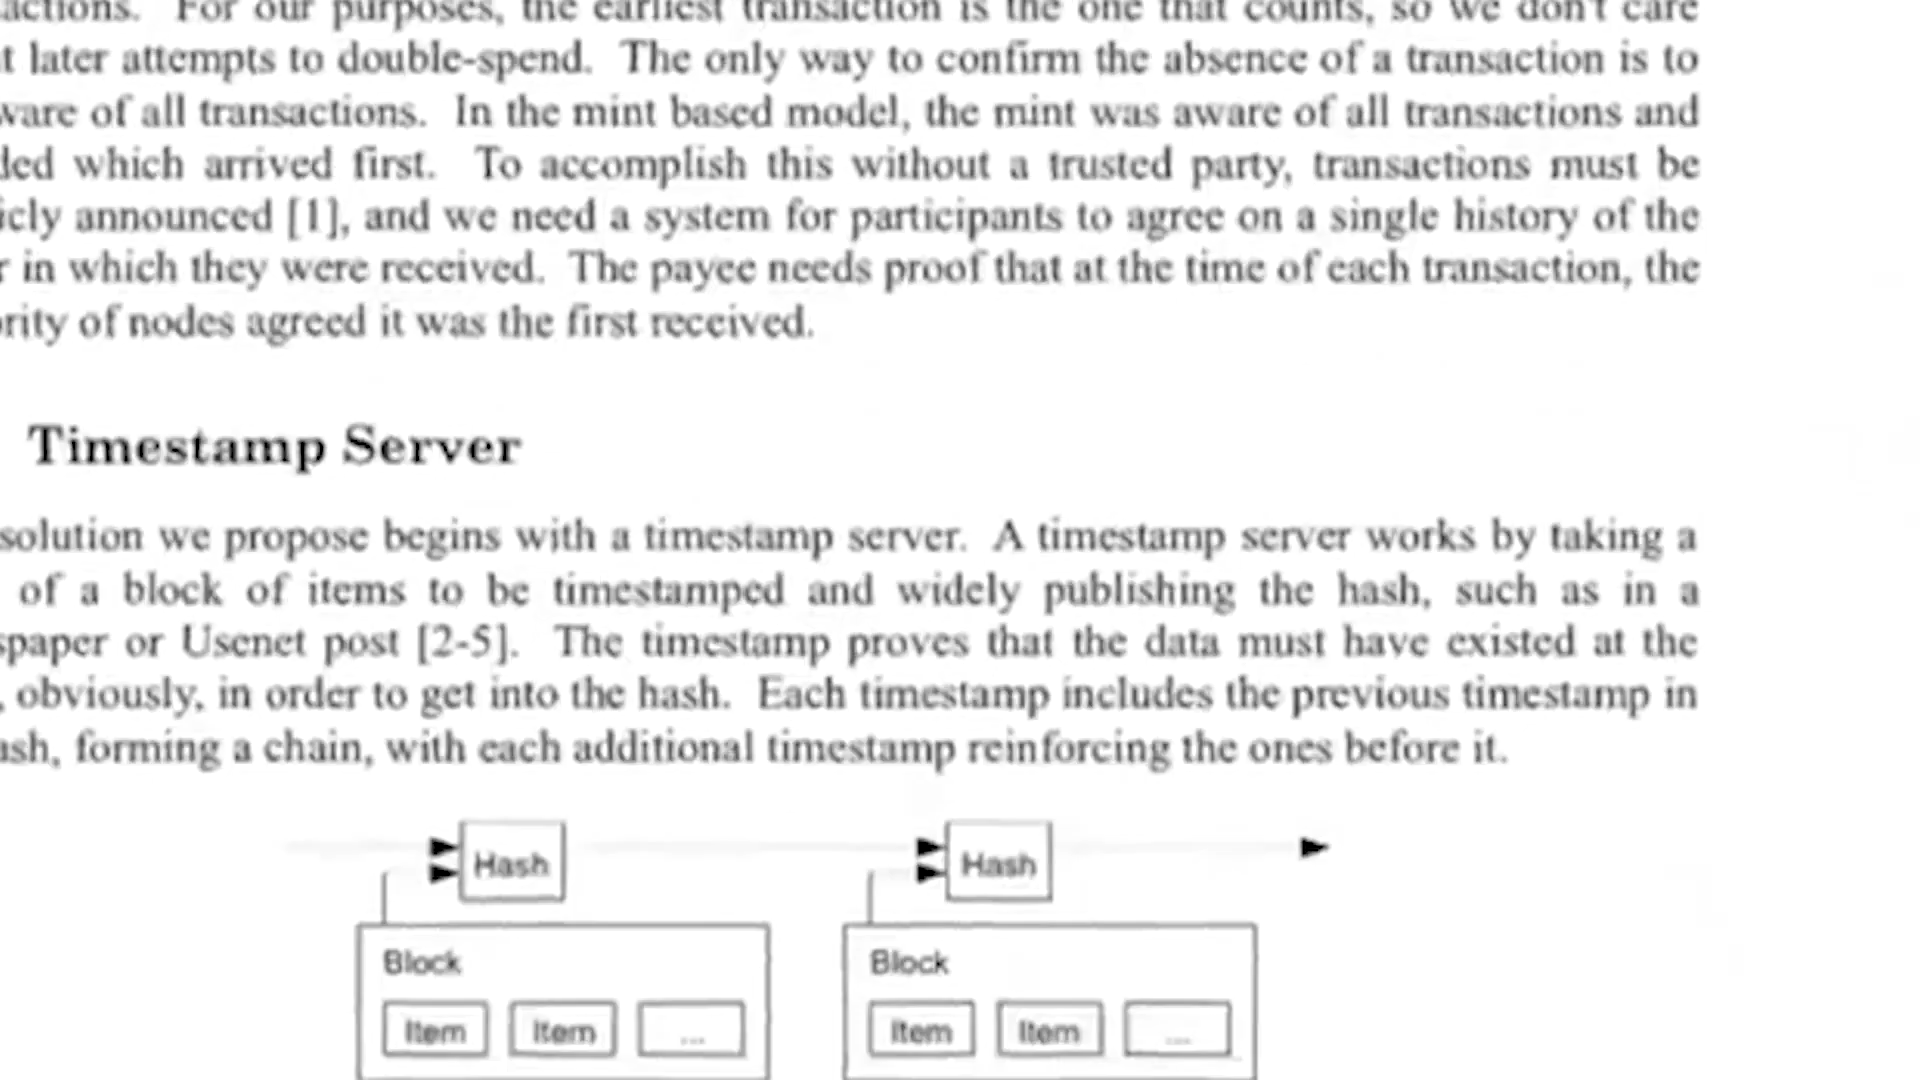 actions. For our purposes, the earliest transaction is the one that counts, so we don't care
t later attempts to double-spend. The only way to confirm the absence of a transaction is to
ware of all transactions. In the mint based model, the mint was aware of all transactions and
ded which arrived first. To accomplish this without a trusted party, transactions must be
icly announced [1], and we need a system for participants to agree on a single history of the
r in which they were received. The payee needs proof that at the time of each transaction, the
ority of nodes agreed it was the first received.
Timestamp Server
solution we propose begins with a timestamp server. A timestamp server works by taking a
of a block of items to be timestamped and widely publishing the hash, such as in a
spaper or Usenet post [2-5]. The timestamp proves that the data must have existed at the
, obviously, in order to get into the hash. Each timestamp includes the previous timestamp in
ash, forming a chain, with each additional timestamp reinforcing the ones before it.
Hash Hash
Block Block
Item Item ... Item Item ...